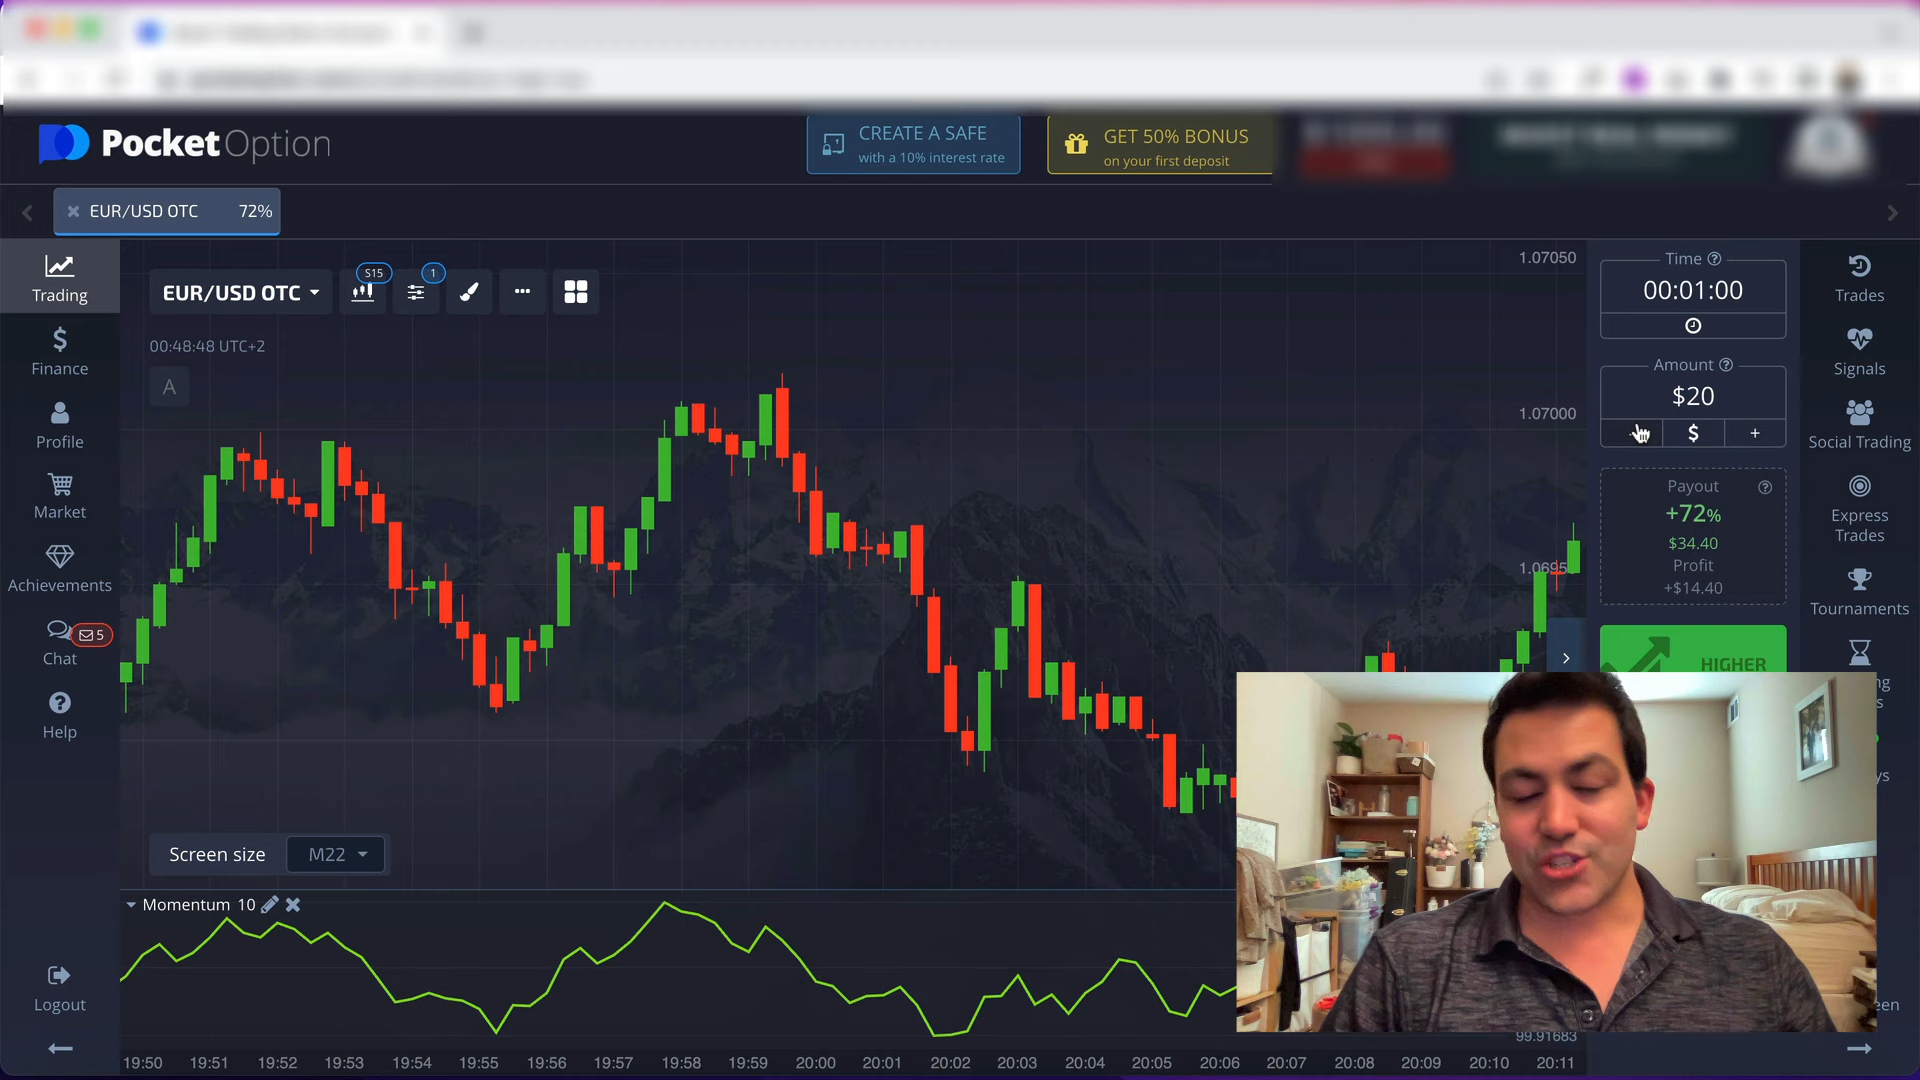 PocketOption
CREATE A SAFE
with a 10% interest rate
GET 50% BONUS
on your first deposit
EUR/USD OTC 72%
Trading
Finance
Profile
Market
Achievements
5
Chat
Help
Logout
EUR/USD OTC
S15
1
00:48:48 UTC+2
A
1.07050
1.07000
Screen size M22
Momentum 10
99.91683
19:50 19:51 19:52 19:53 19:54 19:55 19:56 19:57 19:58 19:59 20:00 20:01 20:02 20:03 20:04 20:05 20:06 20:07 20:08 20:09 20:10 20:11
Time
00:01:00
Amount
$20
$ +
Payout
+72%
$34.40
Profit
+$14.40
HIGHER
Trades
Signals
Social Trading
Express
Trades
Tournaments